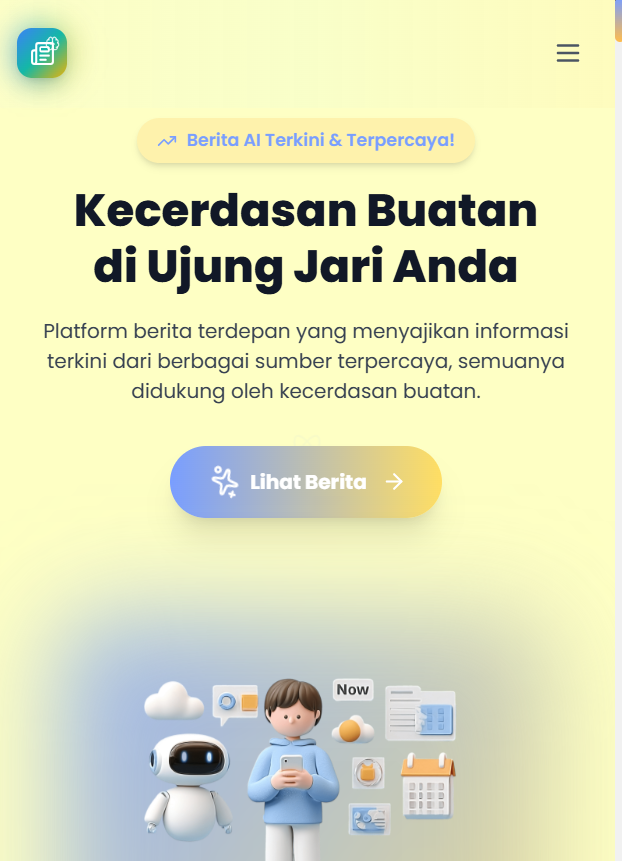 Berita AI Terkini & Terpercaya!
Kecerdasan Buatan
di Ujung Jari Anda
Platform berita terdepan yang menyajikan informasi
terkini dari berbagai sumber terpercaya, semuanya
didukung oleh kecerdasan buatan.
Lihat Berita
Now